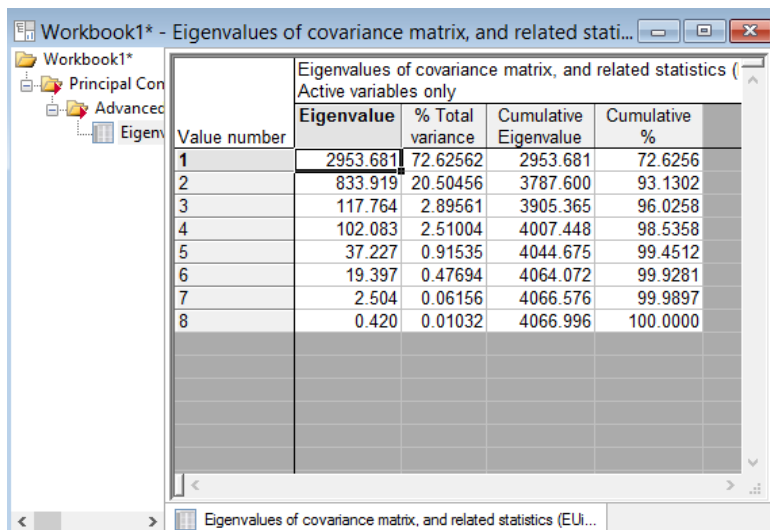 Workbook1* - Eigenvalues of covariance matrix, and related stati...
Workbook1*
Principal Con
Advanced
Eigenv
Eigenvalues of covariance matrix, and related statistics (
Active variables only
Value number Eigenvalue % Total variance Cumulative Eigenvalue Cumulative %
1 2953.681 72.62562 2953.681 72.6256
2 833.919 20.50456 3787.600 93.1302
3 117.764 2.89561 3905.365 96.0258
4 102.083 2.51004 4007.448 98.5358
5 37.227 0.91535 4044.675 99.4512
6 19.397 0.47694 4064.072 99.9281
7 2.504 0.06156 4066.576 99.9897
8 0.420 0.01032 4066.996 100.0000
Eigenvalues of covariance matrix, and related statistics (EUi...